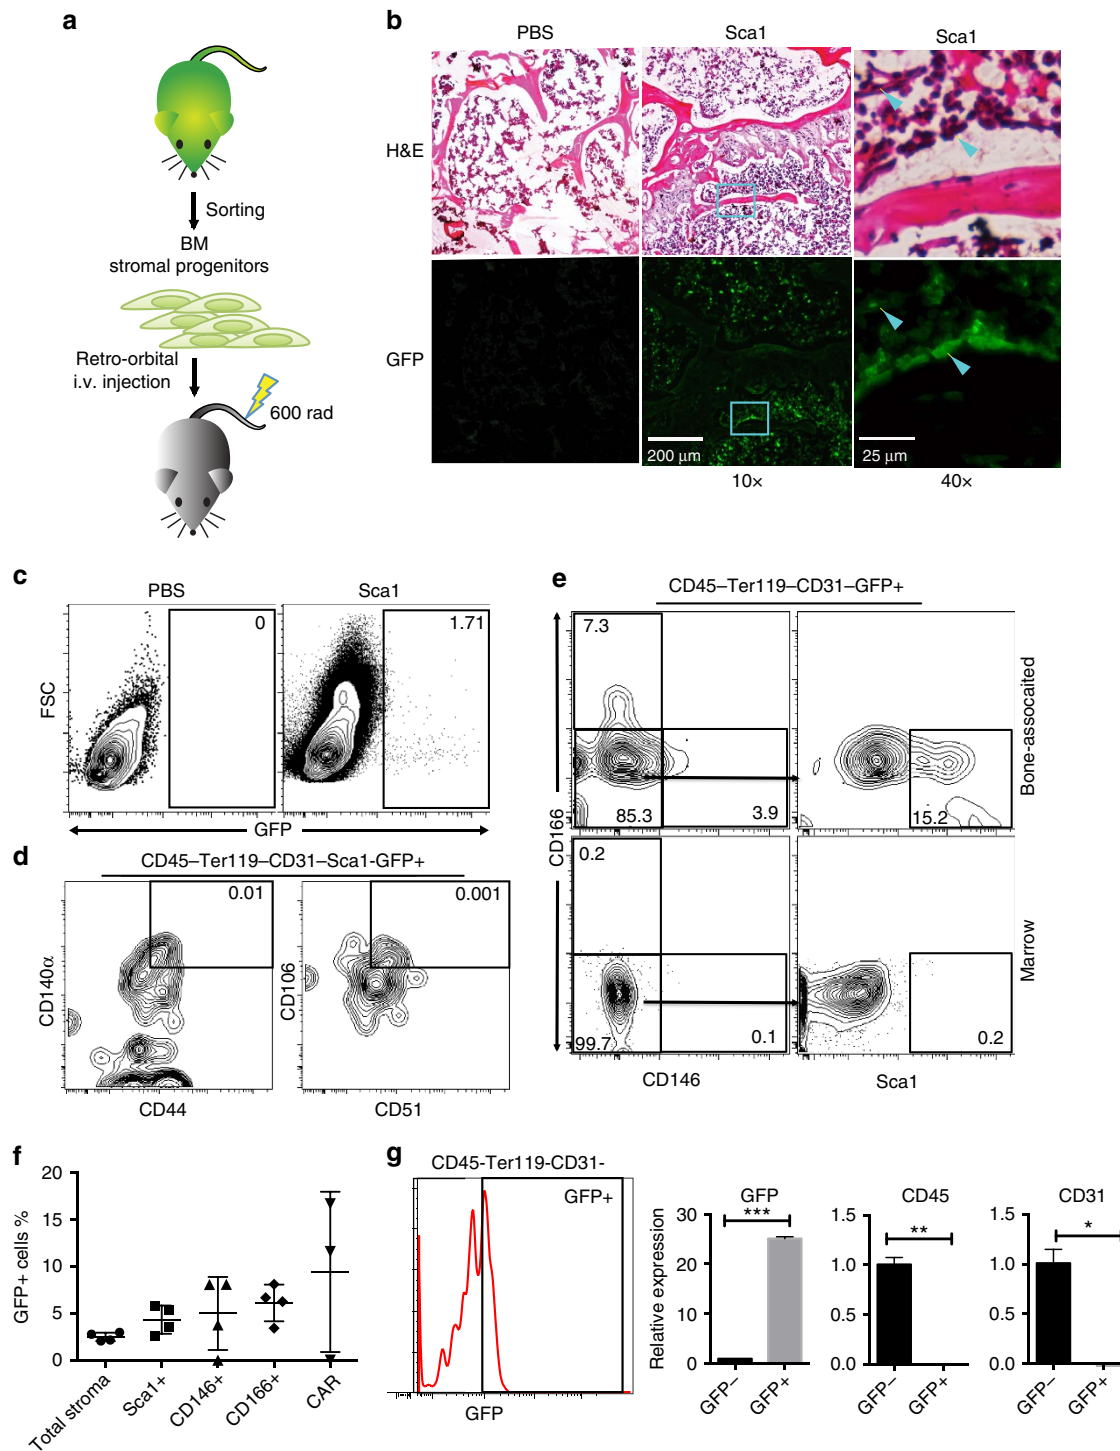 a
Sorting
BM
stromal progenitors
Retro-orbital
i.v. injection
600 rad
b
PBS
Sca1
Sca1
H&E
GFP
200 µm
25 µm
10×
40×
c
PBS
Sca1
0
1.71
FSC
GFP
d
CD45–Ter119–CD31–Sca1-GFP+
0.01
0.001
CD140α
CD106
CD44
CD51
e
CD45–Ter119–CD31–GFP+
7.3
85.3
3.9
15.2
Bone-assocaited
CD166
0.2
99.7
0.1
0.2
Marrow
CD146
Sca1
f
GFP+ cells %
20
15
10
5
0
Total stroma
Sca1+
CD146+
CD166+
CAR
g
CD45-Ter119-CD31-
GFP+
GFP
Relative expression
GFP
***
30
20
10
0
GFP–
GFP+
CD45
**
1.5
1.0
0.5
0.0
GFP–
GFP+
CD31
*
1.5
1.0
0.5
0.0
GFP–
GFP+